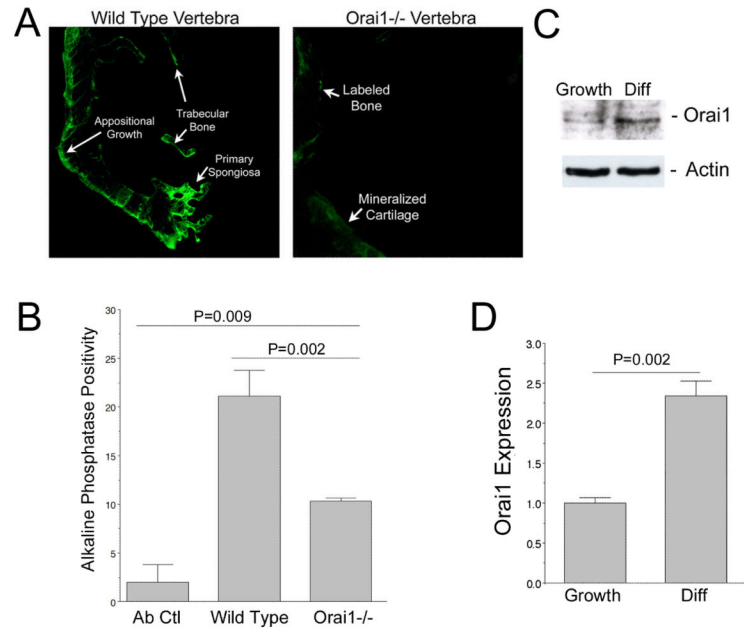 A
Wild Type Vertebra
Orai1-/- Vertebra
Appositional
Growth
Trabecular
Bone
Primary
Spongiosa
Labeled
Bone
Mineralized
Cartilage
C
Growth Diff
- Orai1
- Actin
B
Alkaline Phosphatase Positivity
30
25
20
15
10
5
0
P=0.009
P=0.002
Ab Ctl Wild Type Orai1-/-
D
Orai1 Expression
3.0
2.5
2.0
1.5
1.0
0.5
0.0
P=0.002
Growth Diff